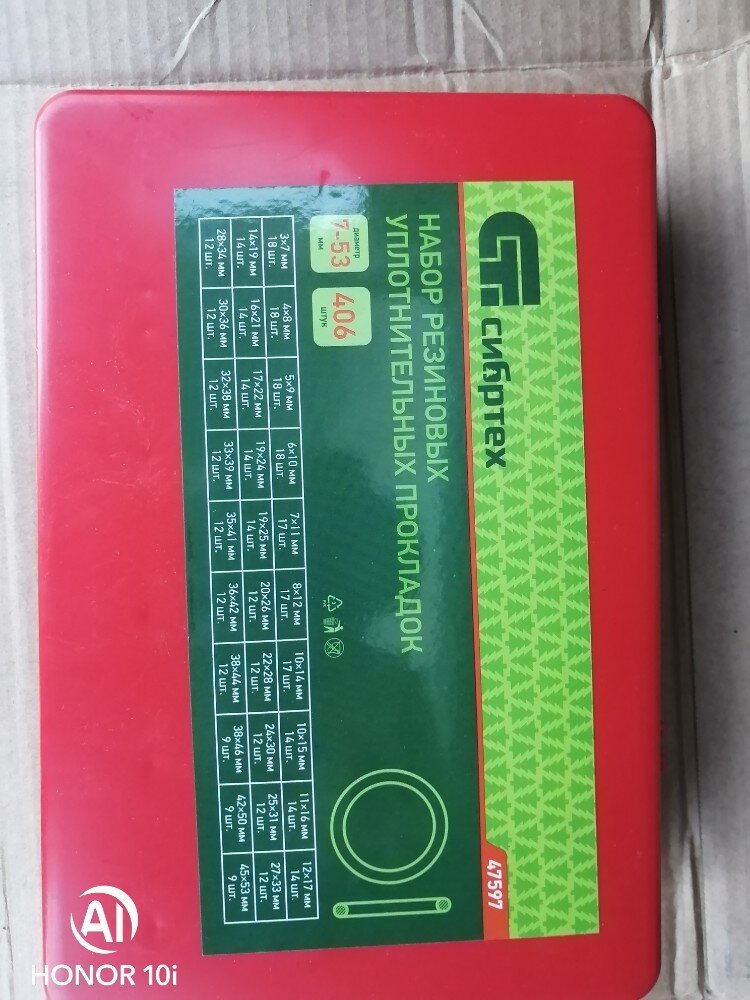 сибртех
47597
НАБОР РЕЗИНОВЫХ
УПЛОТНИТЕЛЬНЫХ ПРОКЛАДОК
диаметр
7-53
мм
406
штук
3×7 мм 4×8 мм 5×9 мм 6×10 мм 7×11 мм 8×12 мм 10×14 мм 10×15 мм 11×16 мм 12×17 мм
18 шт. 18 шт. 18 шт. 18 шт. 17 шт. 17 шт. 17 шт. 14 шт. 14 шт. 14 шт.
14×19 мм 16×21 мм 17×22 мм 19×24 мм 19×25 мм 20×26 мм 22×28 мм 24×30 мм 25×31 мм 27×33 мм
14 шт. 14 шт. 14 шт. 14 шт. 14 шт. 12 шт. 12 шт. 12 шт. 12 шт. 12 шт.
28×34 мм 30×36 мм 32×38 мм 33×39 мм 35×41 мм 36×42 мм 38×44 мм 38×46 мм 42×50 мм 45×53 мм
12 шт. 12 шт. 12 шт. 12 шт. 12 шт. 12 шт. 12 шт. 9 шт. 9 шт. 9 шт.
AI
HONOR 10i